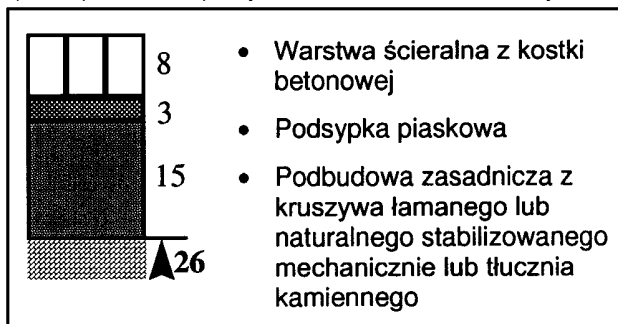 8
3
15
26
• Warstwa ścieralna z kostki
betonowej
• Podsypka piaskowa
• Podbudowa zasadnicza z
kruszywa łamanego lub
naturalnego stabilizowanego
mechanicznie lub tłucznia
kamiennego